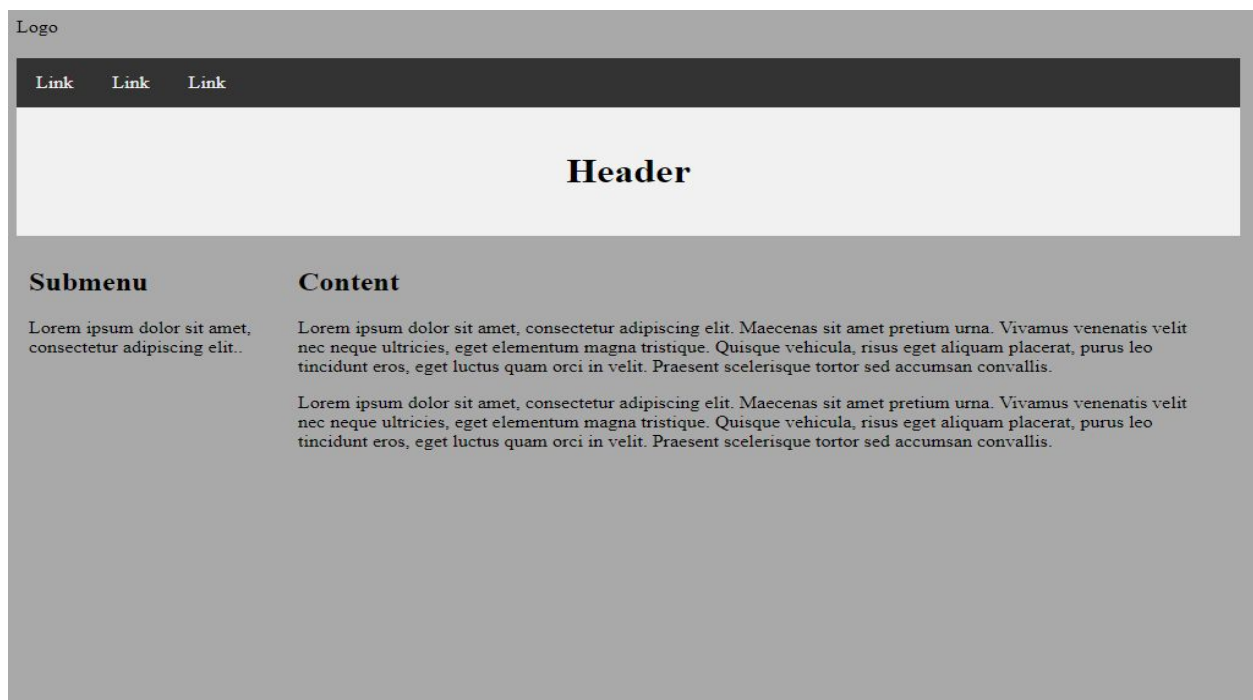 Logo
Link Link Link
Header
Submenu
Lorem ipsum dolor sit amet,
consectetur adipiscing elit..
Content
Lorem ipsum dolor sit amet, consectetur adipiscing elit. Maecenas sit amet pretium urna. Vivamus venenatis velit
nec neque ultricies, eget elementum magna tristique. Quisque vehicula, risus eget aliquam placerat, purus leo
tincidunt eros, eget luctus quam orci in velit. Praesent scelerisque tortor sed accumsan convallis.
Lorem ipsum dolor sit amet, consectetur adipiscing elit. Maecenas sit amet pretium urna. Vivamus venenatis velit
nec neque ultricies, eget elementum magna tristique. Quisque vehicula, risus eget aliquam placerat, purus leo
tincidunt eros, eget luctus quam orci in velit. Praesent scelerisque tortor sed accumsan convallis.